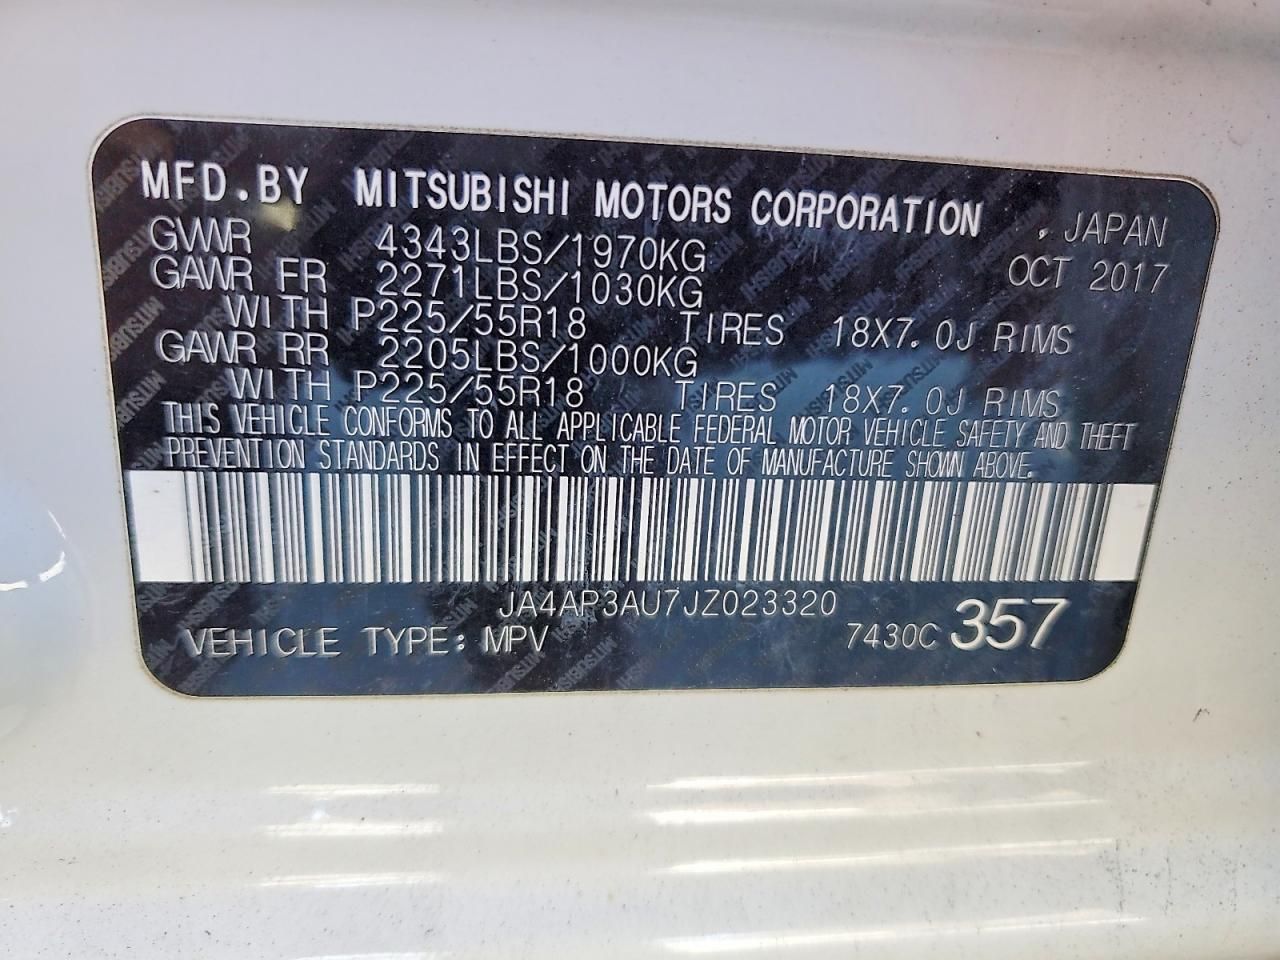 MFD.BY MITSUBISHI MOTORS CORPORATION , JAPAN
GVWR 4343LBS/1970KG OCT 2017
GAWR FR 2271LBS/1030KG
WITH P225/55R18 TIRES 18X7.0J RIMS
GAWR RR 2205LBS/1000KG
WITH P225/55R18 TIRES 18X7.0J RIMS
THIS VEHICLE CONFORMS TO ALL APPLICABLE FEDERAL MOTOR VEHICLE SAFETY AND THEFT
PREVENTION STANDARDS IN EFFECT ON THE DATE OF MANUFACTURE SHOWN ABOVE.
JA4AP3AU7JZ023320
VEHICLE TYPE: MPV 7430C 357